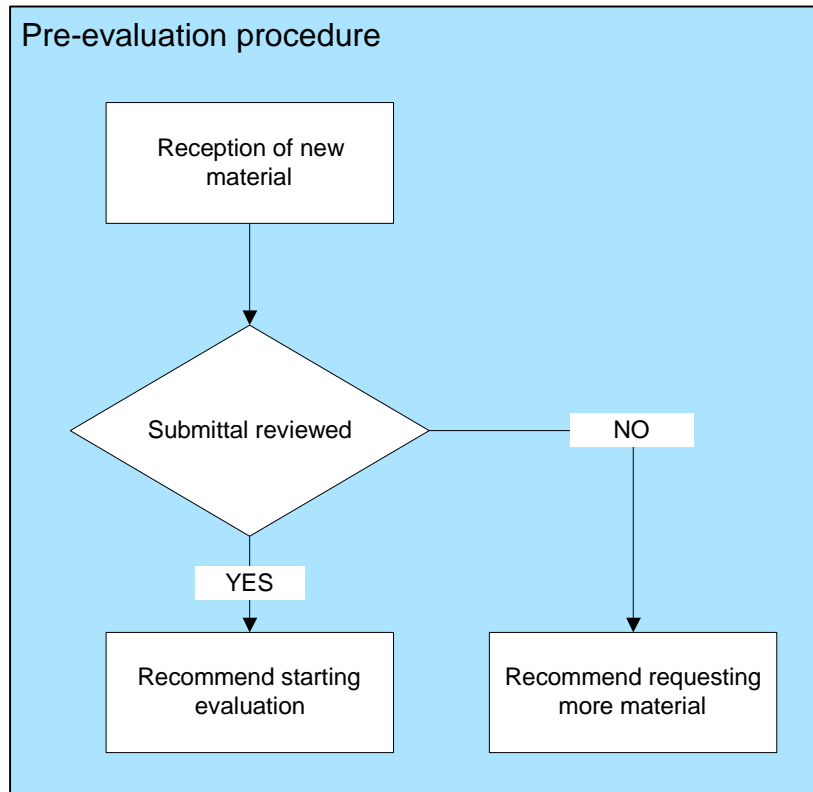 Pre-evaluation procedure
Reception of new
material
Submittal reviewed
NO
YES
Recommend starting
evaluation
Recommend requesting
more material